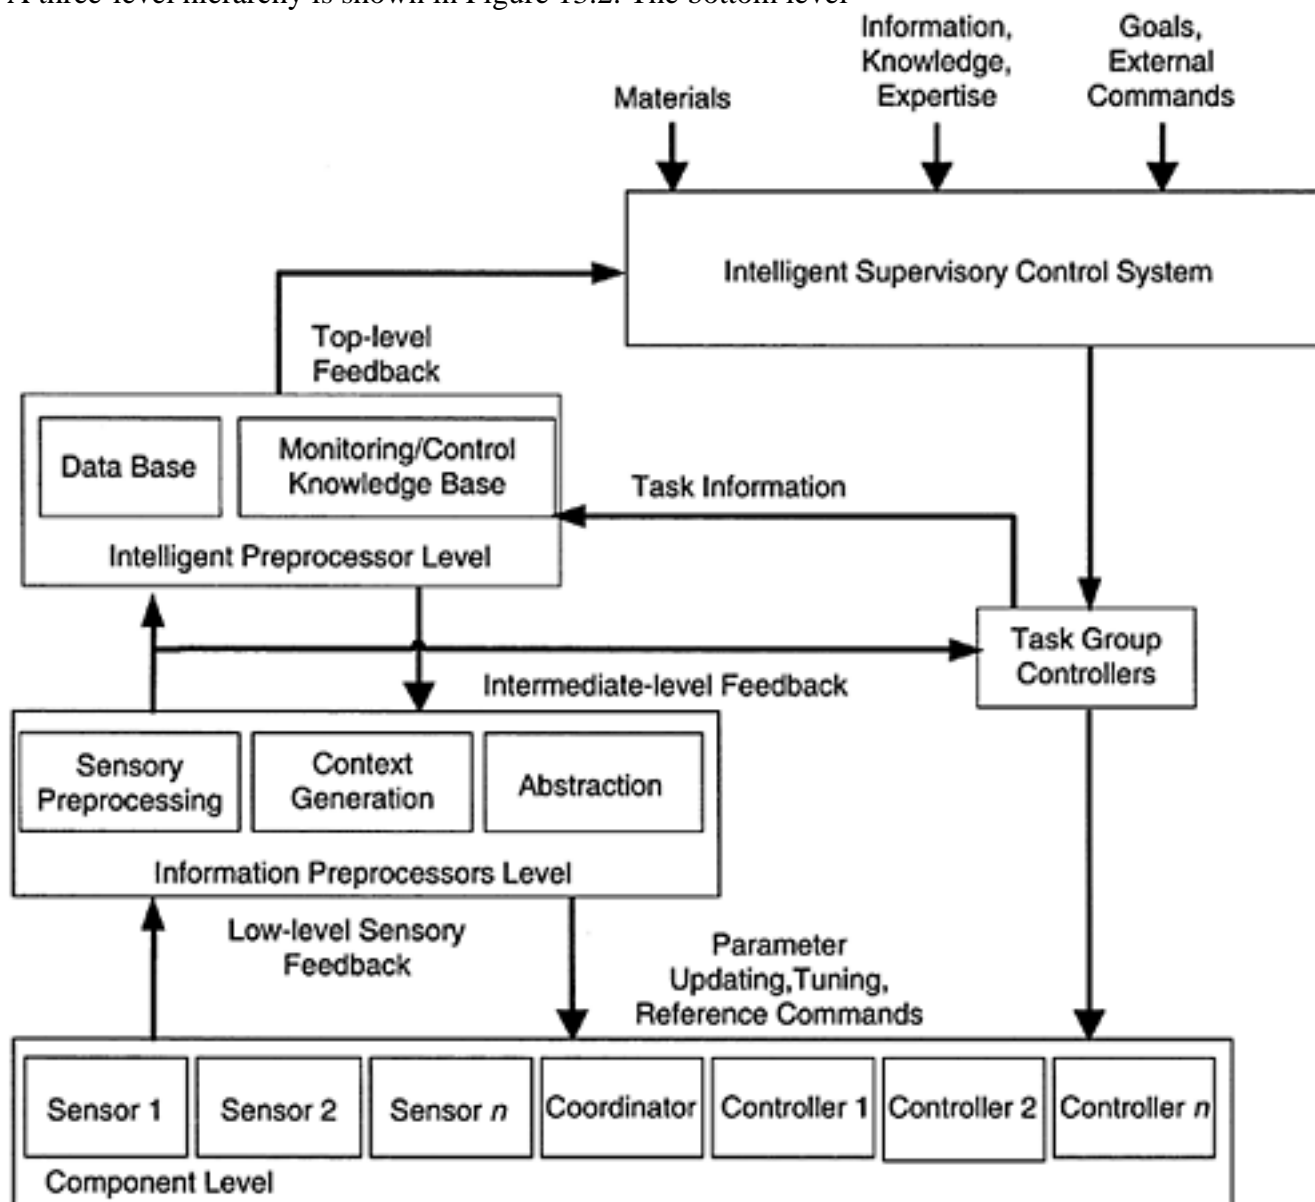 A three-level hierarchy is shown in Figure 13.2. The bottom level
Materials
Information,
Knowledge,
Expertise
Goals,
External
Commands
Intelligent Supervisory Control System
Top-level
Feedback
Data Base
Monitoring/Control
Knowledge Base
Intelligent Preprocessor Level
Task Information
Task Group
Controllers
Intermediate-level Feedback
Sensory
Preprocessing
Context
Generation
Abstraction
Information Preprocessors Level
Low-level Sensory
Feedback
Parameter
Updating,Tuning,
Reference Commands
Sensor 1
Sensor 2
Sensor n
Coordinator
Controller 1
Controller 2
Controller n
Component Level